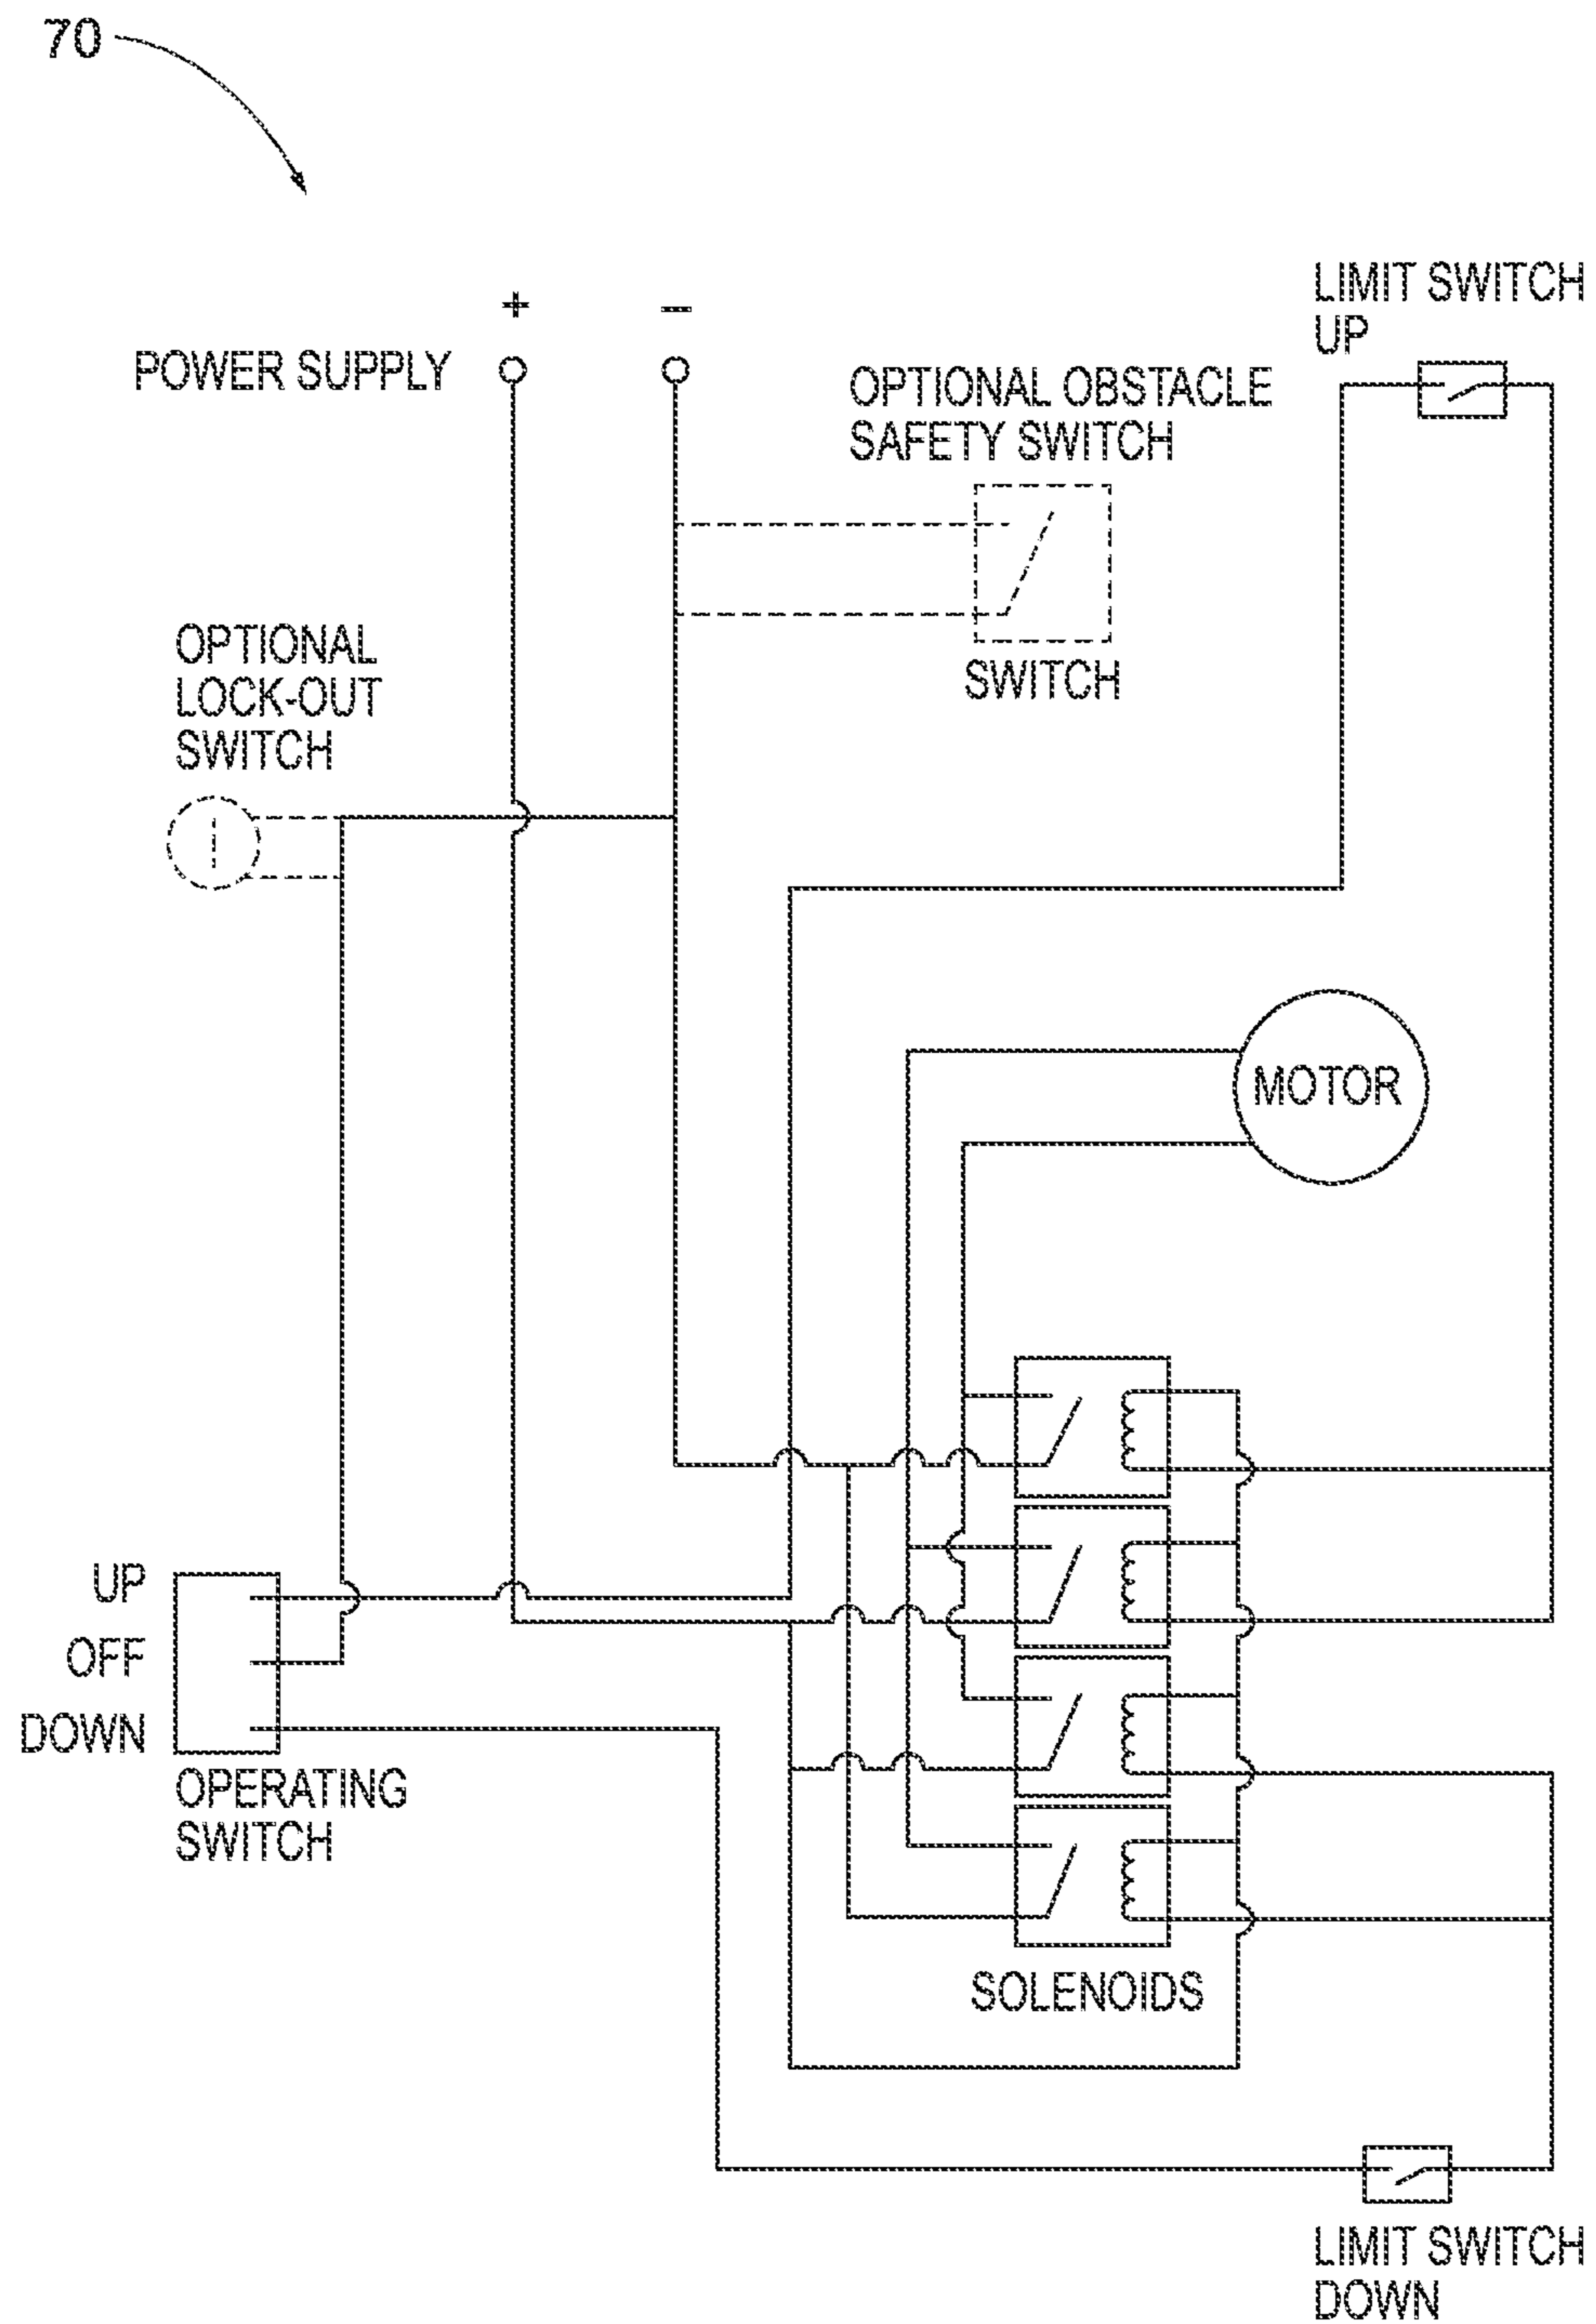 70
+
−
POWER SUPPLY
LIMIT SWITCH
UP
OPTIONAL OBSTACLE
SAFETY SWITCH
SWITCH
OPTIONAL
LOCK-OUT
SWITCH
MOTOR
UP
OFF
DOWN
OPERATING
SWITCH
SOLENOIDS
LIMIT SWITCH
DOWN